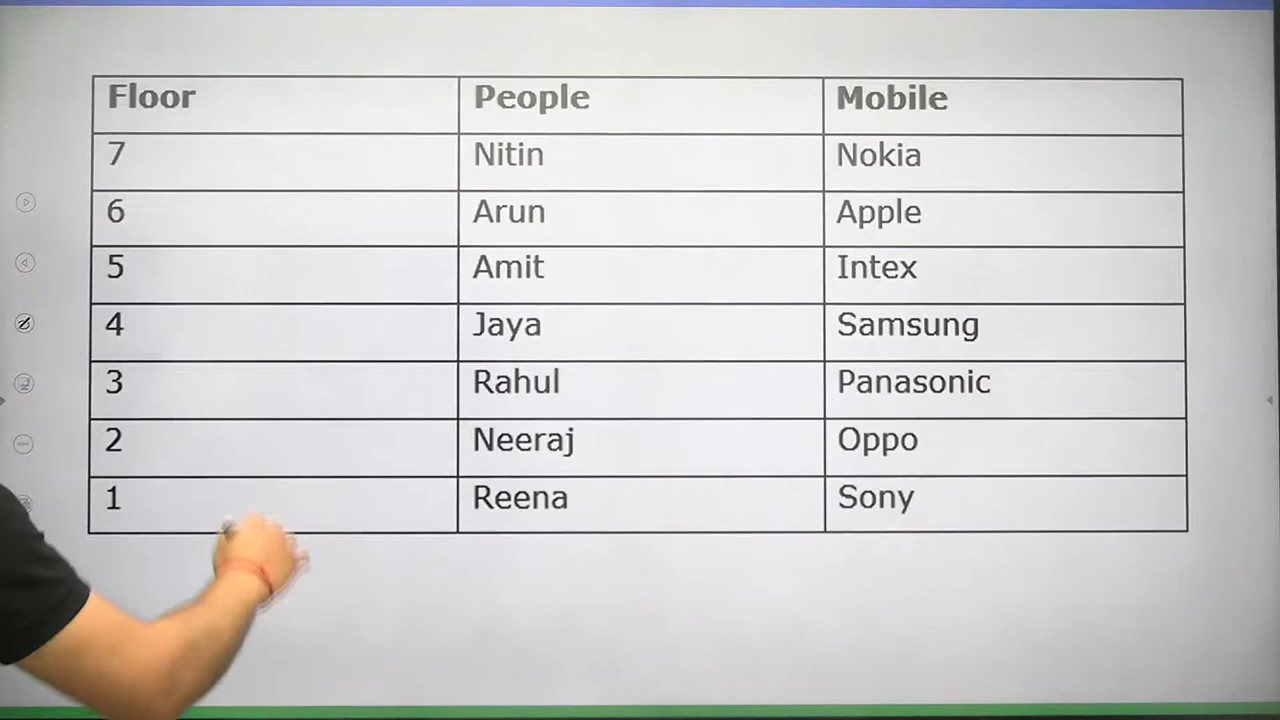 Floor People Mobile
7 Nitin Nokia
6 Arun Apple
5 Amit Intex
4 Jaya Samsung
3 Rahul Panasonic
2 Neeraj Oppo
1 Reena Sony